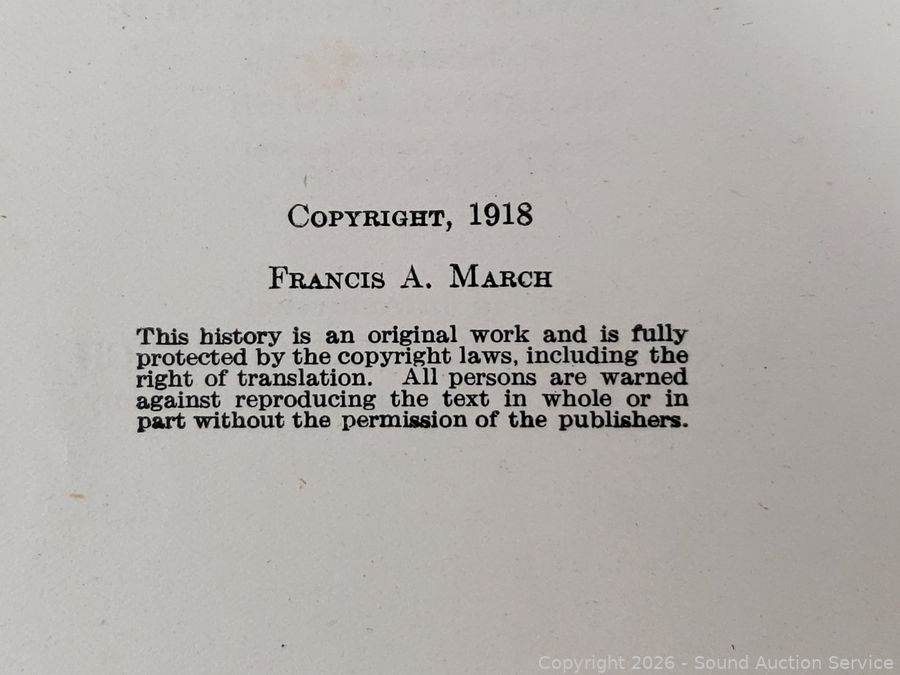 COPYRIGHT, 1918
FRANCIS A. MARCH
This history is an original work and is fully
protected by the copyright laws, including the
right of translation. All persons are warned
against reproducing the text in whole or in
part without the permission of the publishers.
Copyright 2026 - Sound Auction Service